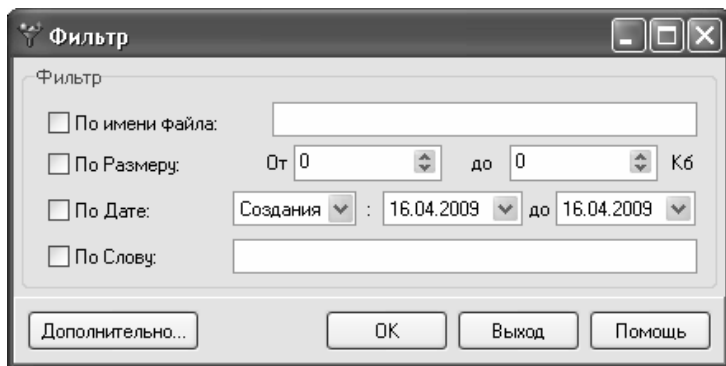 Фильтр
Фильтр
По имени файла:
По Размеру: От 0 до 0 Кб
По Дате: Создания : 16.04.2009 до 16.04.2009
По Слову:
Дополнительно... ОК Выход Помощь